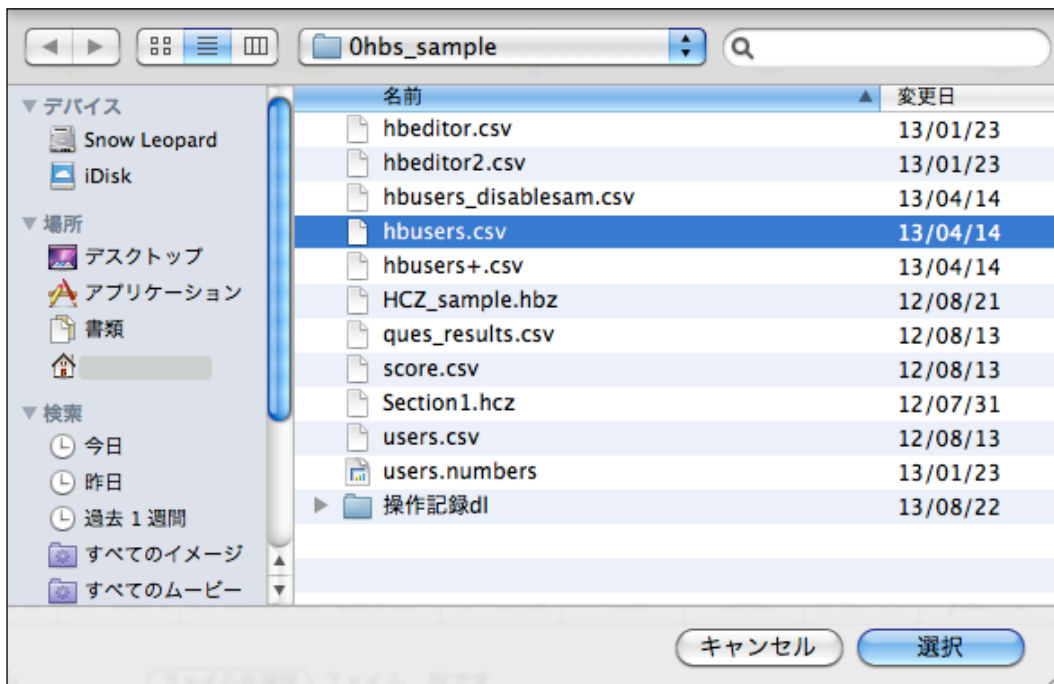 0hbs_sample
デバイス
Snow Leopard
iDisk
場所
デスクトップ
アプリケーション
書類
検索
今日
昨日
過去 1 週間
すべてのイメージ
すべてのムービー
名前 変更日
hbeditor.csv 13/01/23
hbeditor2.csv 13/01/23
hbusers_disablesam.csv 13/04/14
hbusers.csv 13/04/14
hbusers+.csv 13/04/14
HCZ_sample.hbz 12/08/21
ques_results.csv 12/08/13
score.csv 12/08/13
Section1.hcz 12/07/31
users.csv 12/08/13
users.numbers 13/01/23
操作記録dl 13/08/22
キャンセル 選択